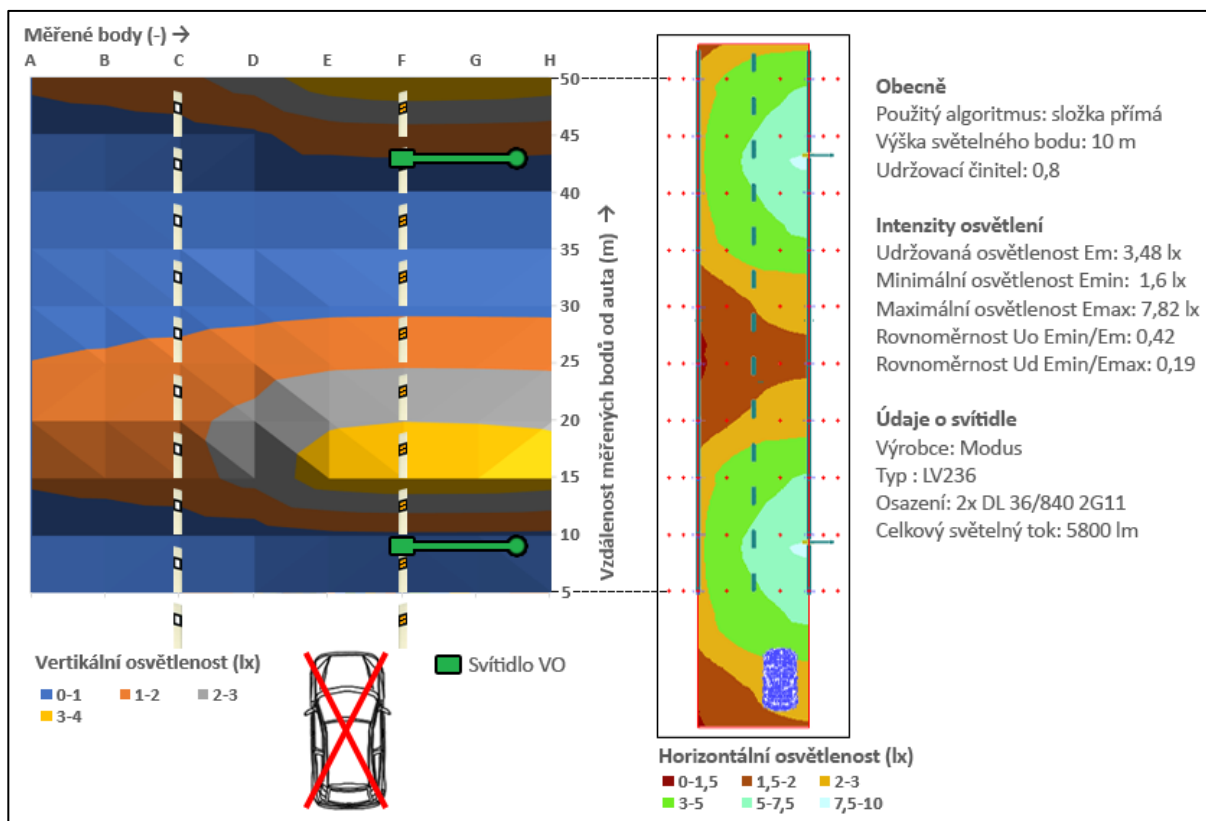 Měřené body (-) →
A B C D E F G H
50
45
40
35
30
25
20
15
10
5
Vzdálenost měřených bodů od auta (m) →
Vertikální osvětlenost (lx)
0-1 1-2 2-3
3-4
Svítidlo VO
Horizontální osvětlenost (lx)
0-1,5 1,5-2 2-3
3-5 5-7,5 7,5-10
Obecně
Použitý algoritmus: složka přímá
Výška světelného bodu: 10 m
Udržovací činitel: 0,8
Intenzity osvětlení
Udržovaná osvětlenost Em: 3,48 lx
Minimální osvětlenost Emin: 1,6 lx
Maximální osvětlenost Emax: 7,82 lx
Rovnoměrnost Uo Emin/Em: 0,42
Rovnoměrnost Ud Emin/Emax: 0,19
Údaje o svítidle
Výrobce: Modus
Typ : LV236
Osazení: 2x DL 36/840 2G11
Celkový světelný tok: 5800 lm